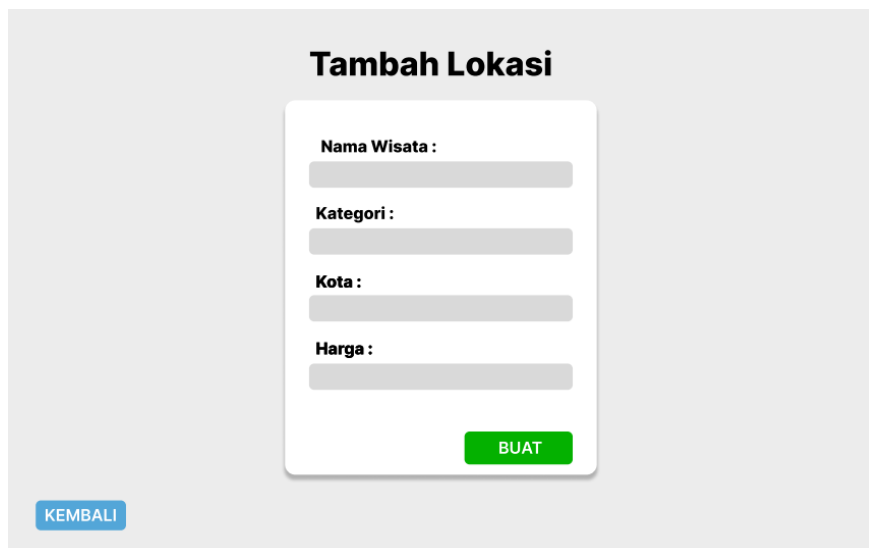 Tambah Lokasi
Nama Wisata :
Kategori :
Kota :
Harga :
BUAT
KEMBALI